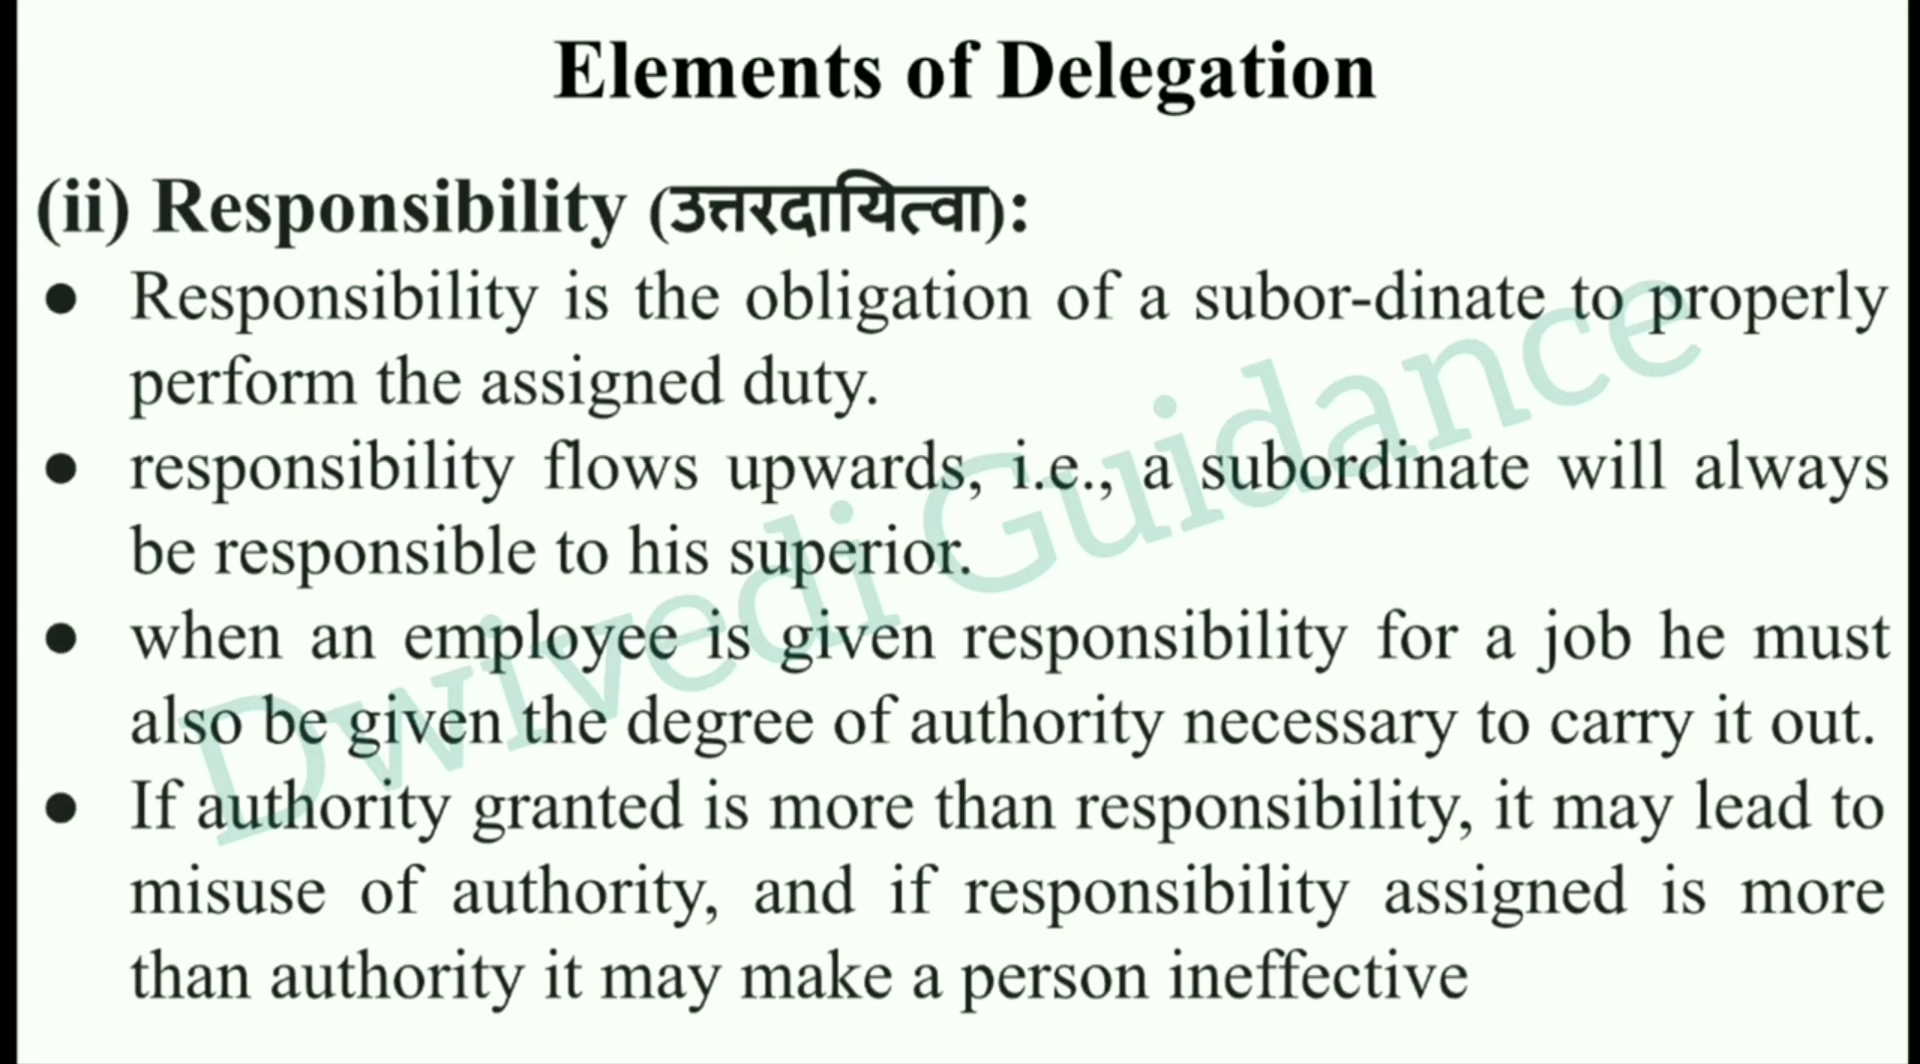 Elements of Delegation
(ii) Responsibility (उत्तरदायित्वा):
● Responsibility is the obligation of a subor-dinate to properly
perform the assigned duty.
● responsibility flows upwards, i.e., a subordinate will always
be responsible to his superior.
● when an employee is given responsibility for a job he must
also be given the degree of authority necessary to carry it out.
● If authority granted is more than responsibility, it may lead to
misuse of authority, and if responsibility assigned is more
than authority it may make a person ineffective
Dwivedi Guidance